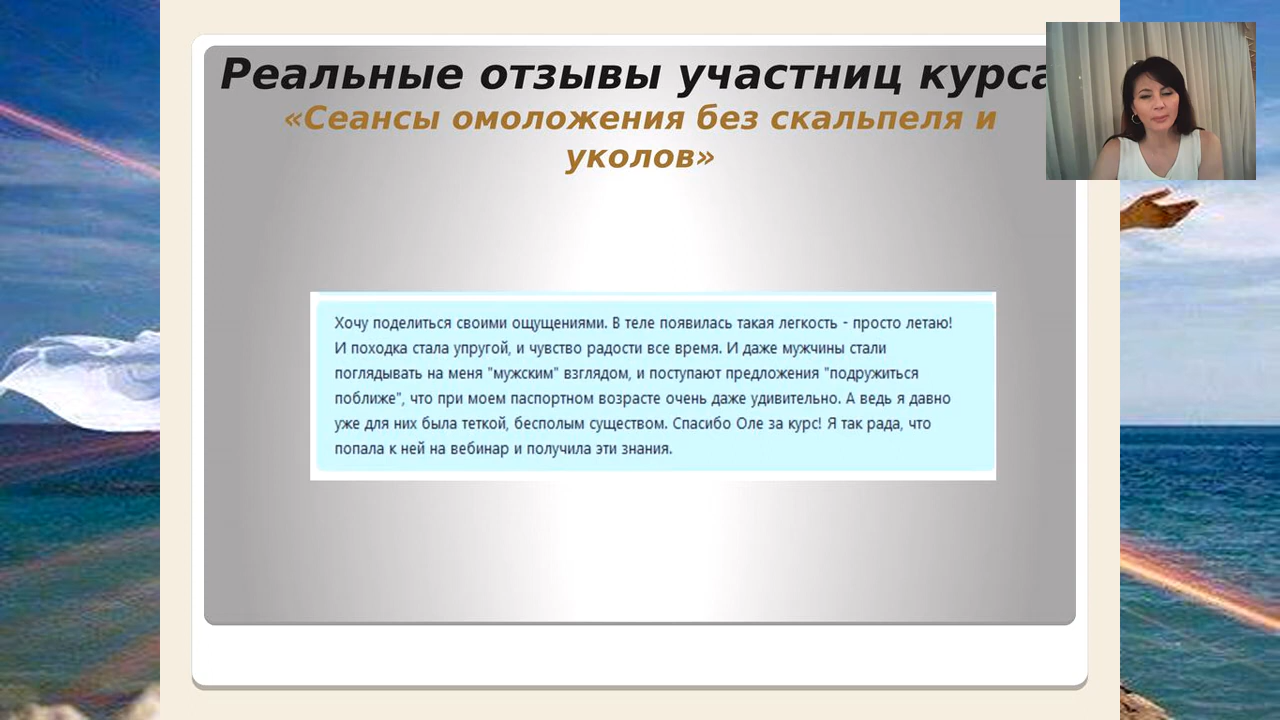 Реальные отзывы участниц курса
«Сеансы омоложения без скальпеля и
уколов»
Хочу поделиться своими ощущениями. В теле появилась такая легкость - просто летаю!
И походка стала упругой, и чувство радости все время. И даже мужчины стали
поглядывать на меня "мужским" взглядом, и поступают предложения "подружиться
поближе", что при моем паспортном возрасте очень даже удивительно. А ведь я давно
уже для них была теткой, бесполым существом. Спасибо Оле за курс! Я так рада, что
попала к ней на вебинар и получила эти знания.